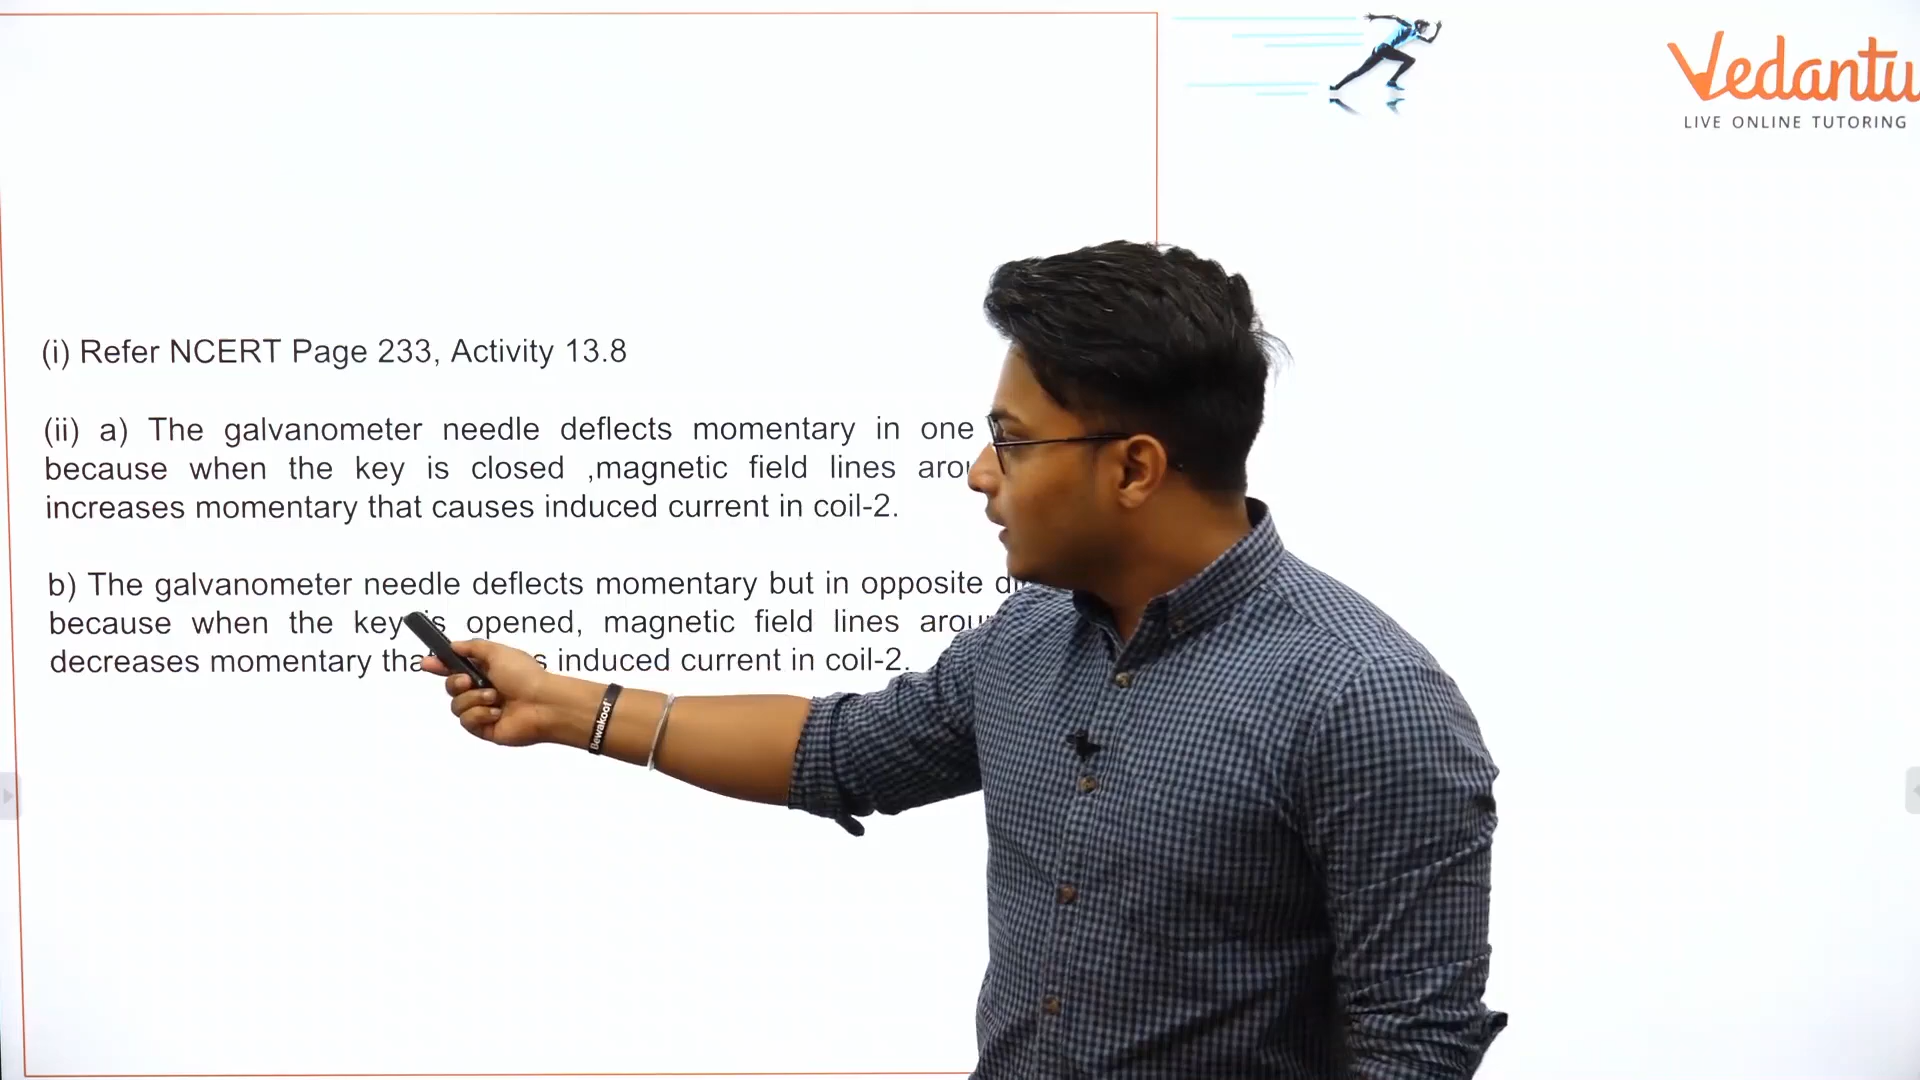 Vedantu
LIVE ONLINE TUTORING
(i) Refer NCERT Page 233, Activity 13.8
(ii) a) The galvanometer needle deflects momentary in one
because when the key is closed ,magnetic field lines
increases momentary that causes induced current in coil-2.
b) The galvanometer needle deflects momentary but in opposite
because when the key is opened, magnetic field lines
decreases momentary induced current in coil-2.
Bewakoof